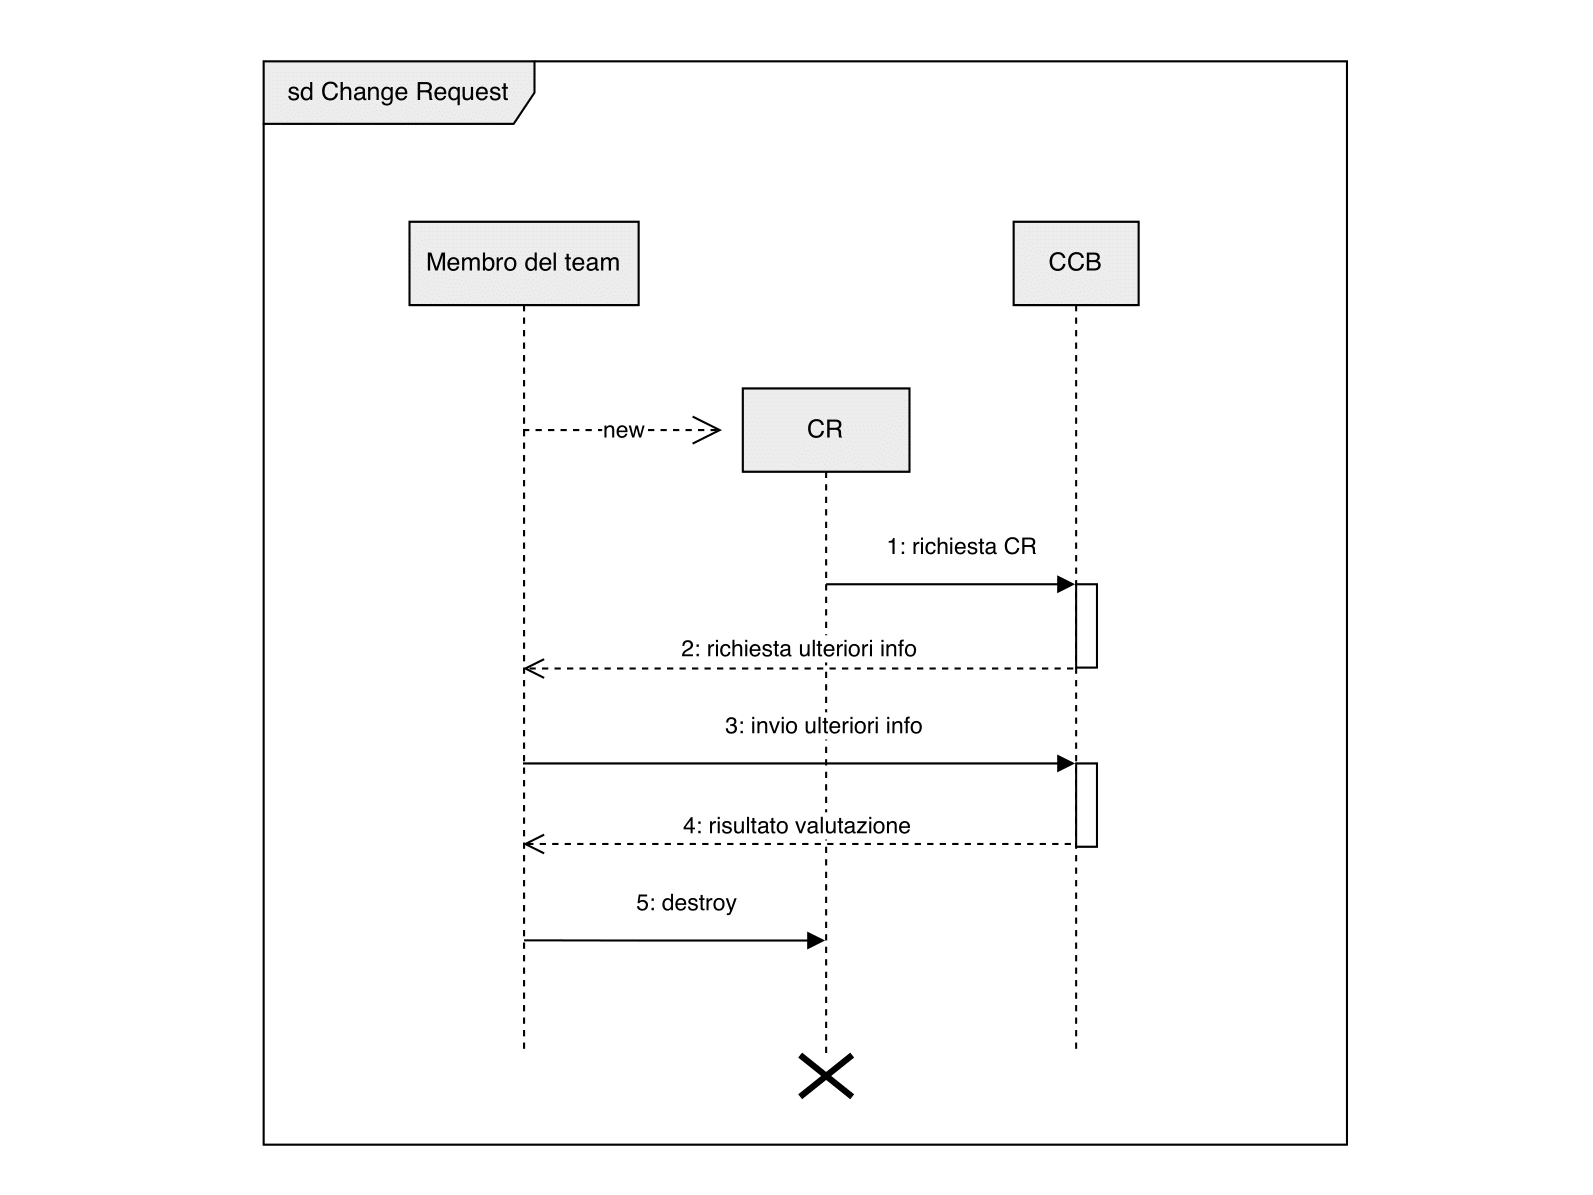 sd Change Request
Membro del team
CCB
new
CR
1: richiesta CR
2: richiesta ulteriori info
3: invio ulteriori info
4: risultato valutazione
5: destroy